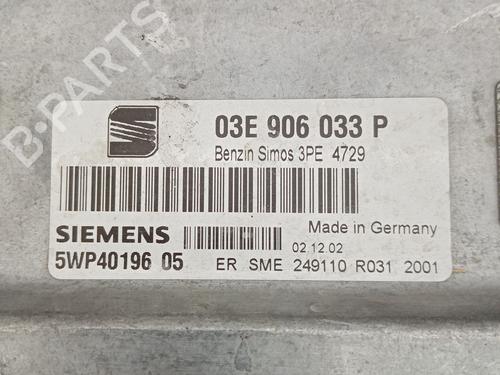 B-PARTS
03E 906 033 P
Benzin Simos 3PE 4729
Made in Germany
SIEMENS
02 12 02
5WP40196 05
ER SME 249110 R031 2001